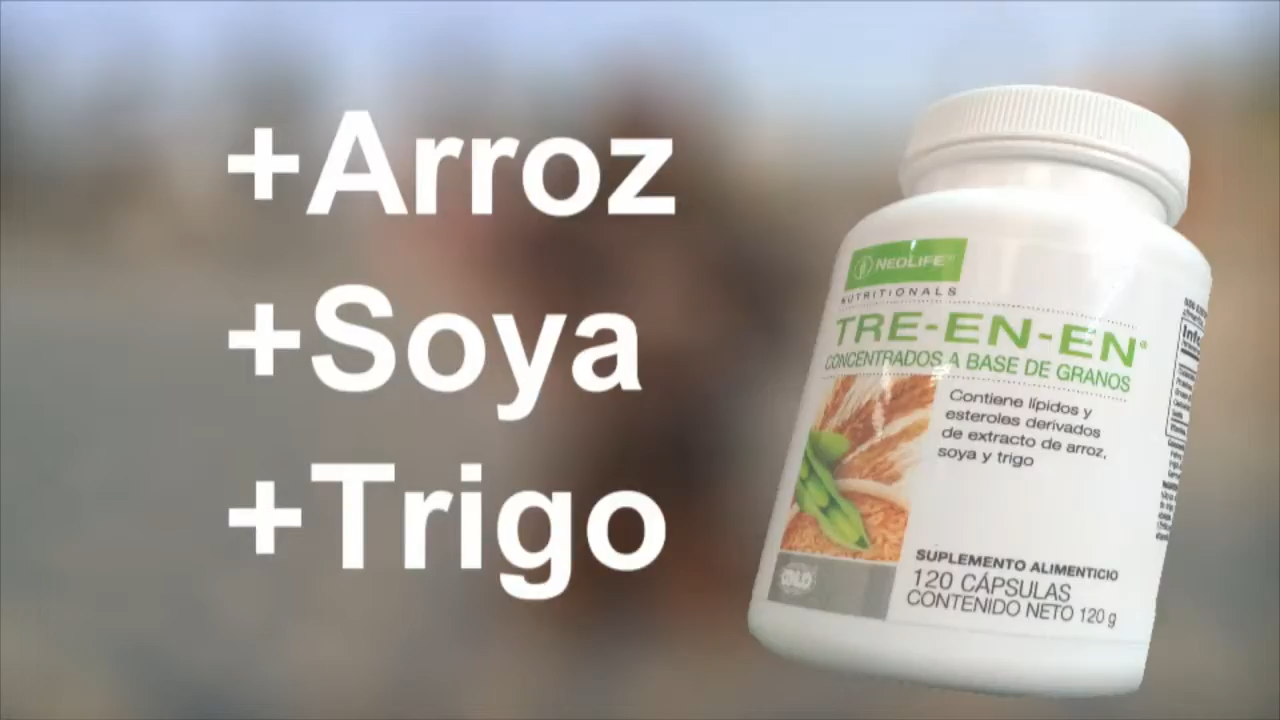 +Arroz
+Soya
+Trigo
NEOLIFE
NUTRITIONALS
TRE-EN-EN®
CONCENTRADOS A BASE DE GRANOS
Contiene lípidos y
esteroles derivados
de extracto de arroz,
soya y trigo
SUPLEMENTO ALIMENTICIO
120 CÁPSULAS
CONTENIDO NETO 120 g